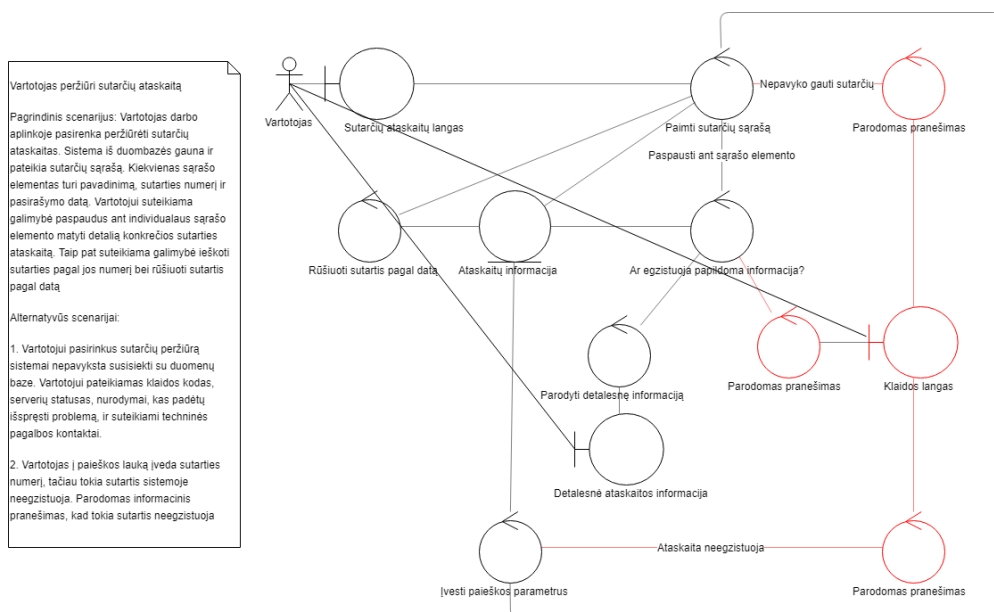 Vartotojas peržiūri sutarčių ataskaitą
Pagrindinis scenarijus: Vartotojas darbo
aplinkoje pasirenka peržiūrėti sutarčių
ataskaitas. Sistema iš duombazės gauna ir
pateikia sutarčių sąrašą. Kiekvienas sąrašo
elementas turi pavadinimą, sutarties numerį ir
pasirašymo datą. Vartotojui suteikiama
galimybė paspaudus ant individualaus sąrašo
elemento matyti detalią konkrečios sutarties
ataskaitą. Taip pat suteikiama galimybė ieškoti
sutarties pagal jos numerį bei rūšiuoti sutartis
pagal datą
Alternatyvūs scenarijai:
1. Vartotojui pasirinkus sutarčių peržiūrą
sistemai nepavyksta susisiekti su duomenų
baze. Vartotojui pateikiamas klaidos kodas,
serverių statusas, nurodymai, kas padėtų
išspręsti problemą, ir suteikiami techninės
pagalbos kontaktai.
2. Vartotojas į paieškos lauką įveda sutarties
numerį, tačiau tokia sutartis sistemoje
neegzistuoja. Parodomas informacinis
pranešimas, kad tokia sutartis neegzistuoja
Vartotojas
Sutarčių ataskaitų langas
Paimti sutarčių sąrašą
Nepavyko gauti sutarčių
Parodomas pranešimas
Paspausti ant sąrašo elemento
Rūšiuoti sutartis pagal datą
Ataskaitų informacija
Ar egzistuoja papildoma informacija?
Parodyti detalesnę informaciją
Parodomas pranešimas
Klaidos langas
Detalesnė ataskaitos informacija
Įvesti paieškos parametrus
Ataskaita neegzistuoja
Parodomas pranešimas